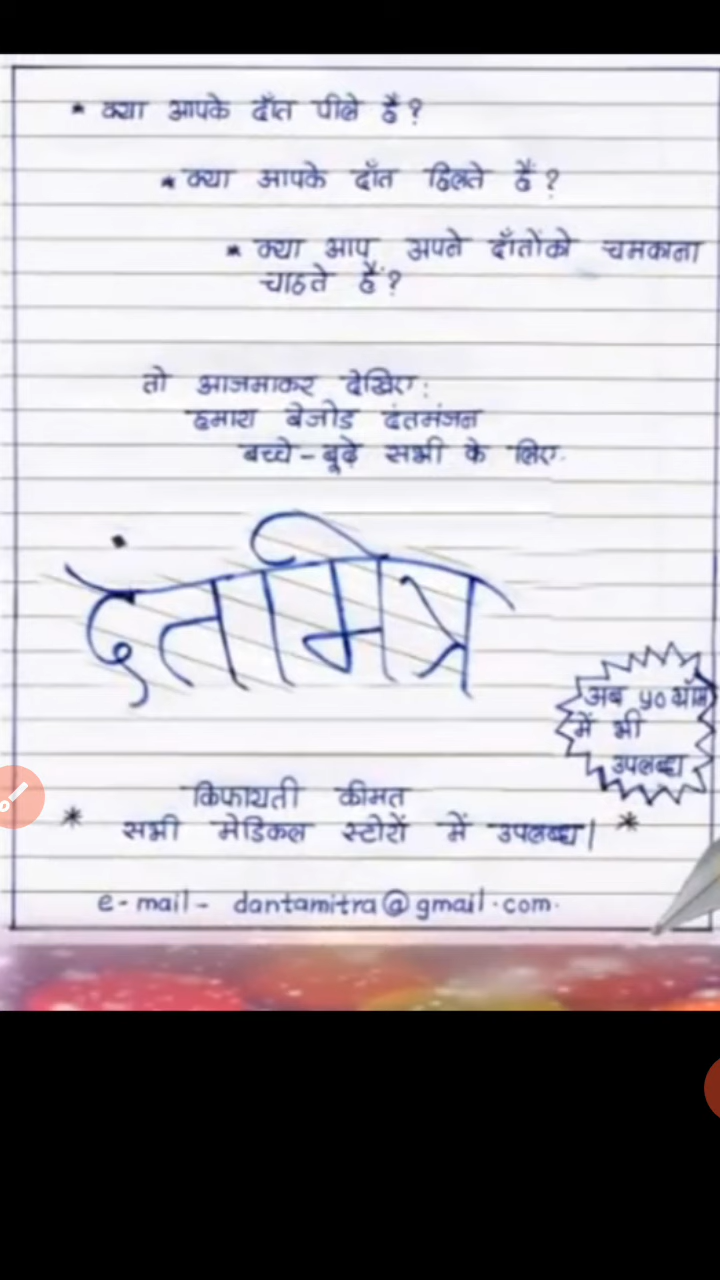 * क्या आपके दाँत पीले हैं?
* क्या आपके दाँत हिलते हैं?
* क्या आप अपने दाँतोंको चमकाना
चाहते हैं?
तो आजमाकर देखिए:
हमारा बेजोड दंतमंजन
बच्चे-बूढ़े सभी के लिए.
दंतमित्र
अब yo
में भी
उपलब्ध
किफायती कीमत
* सभी मेडिकल स्टोरों में उपलब्ध। *
e-mail- dantamitra@gmail.com.